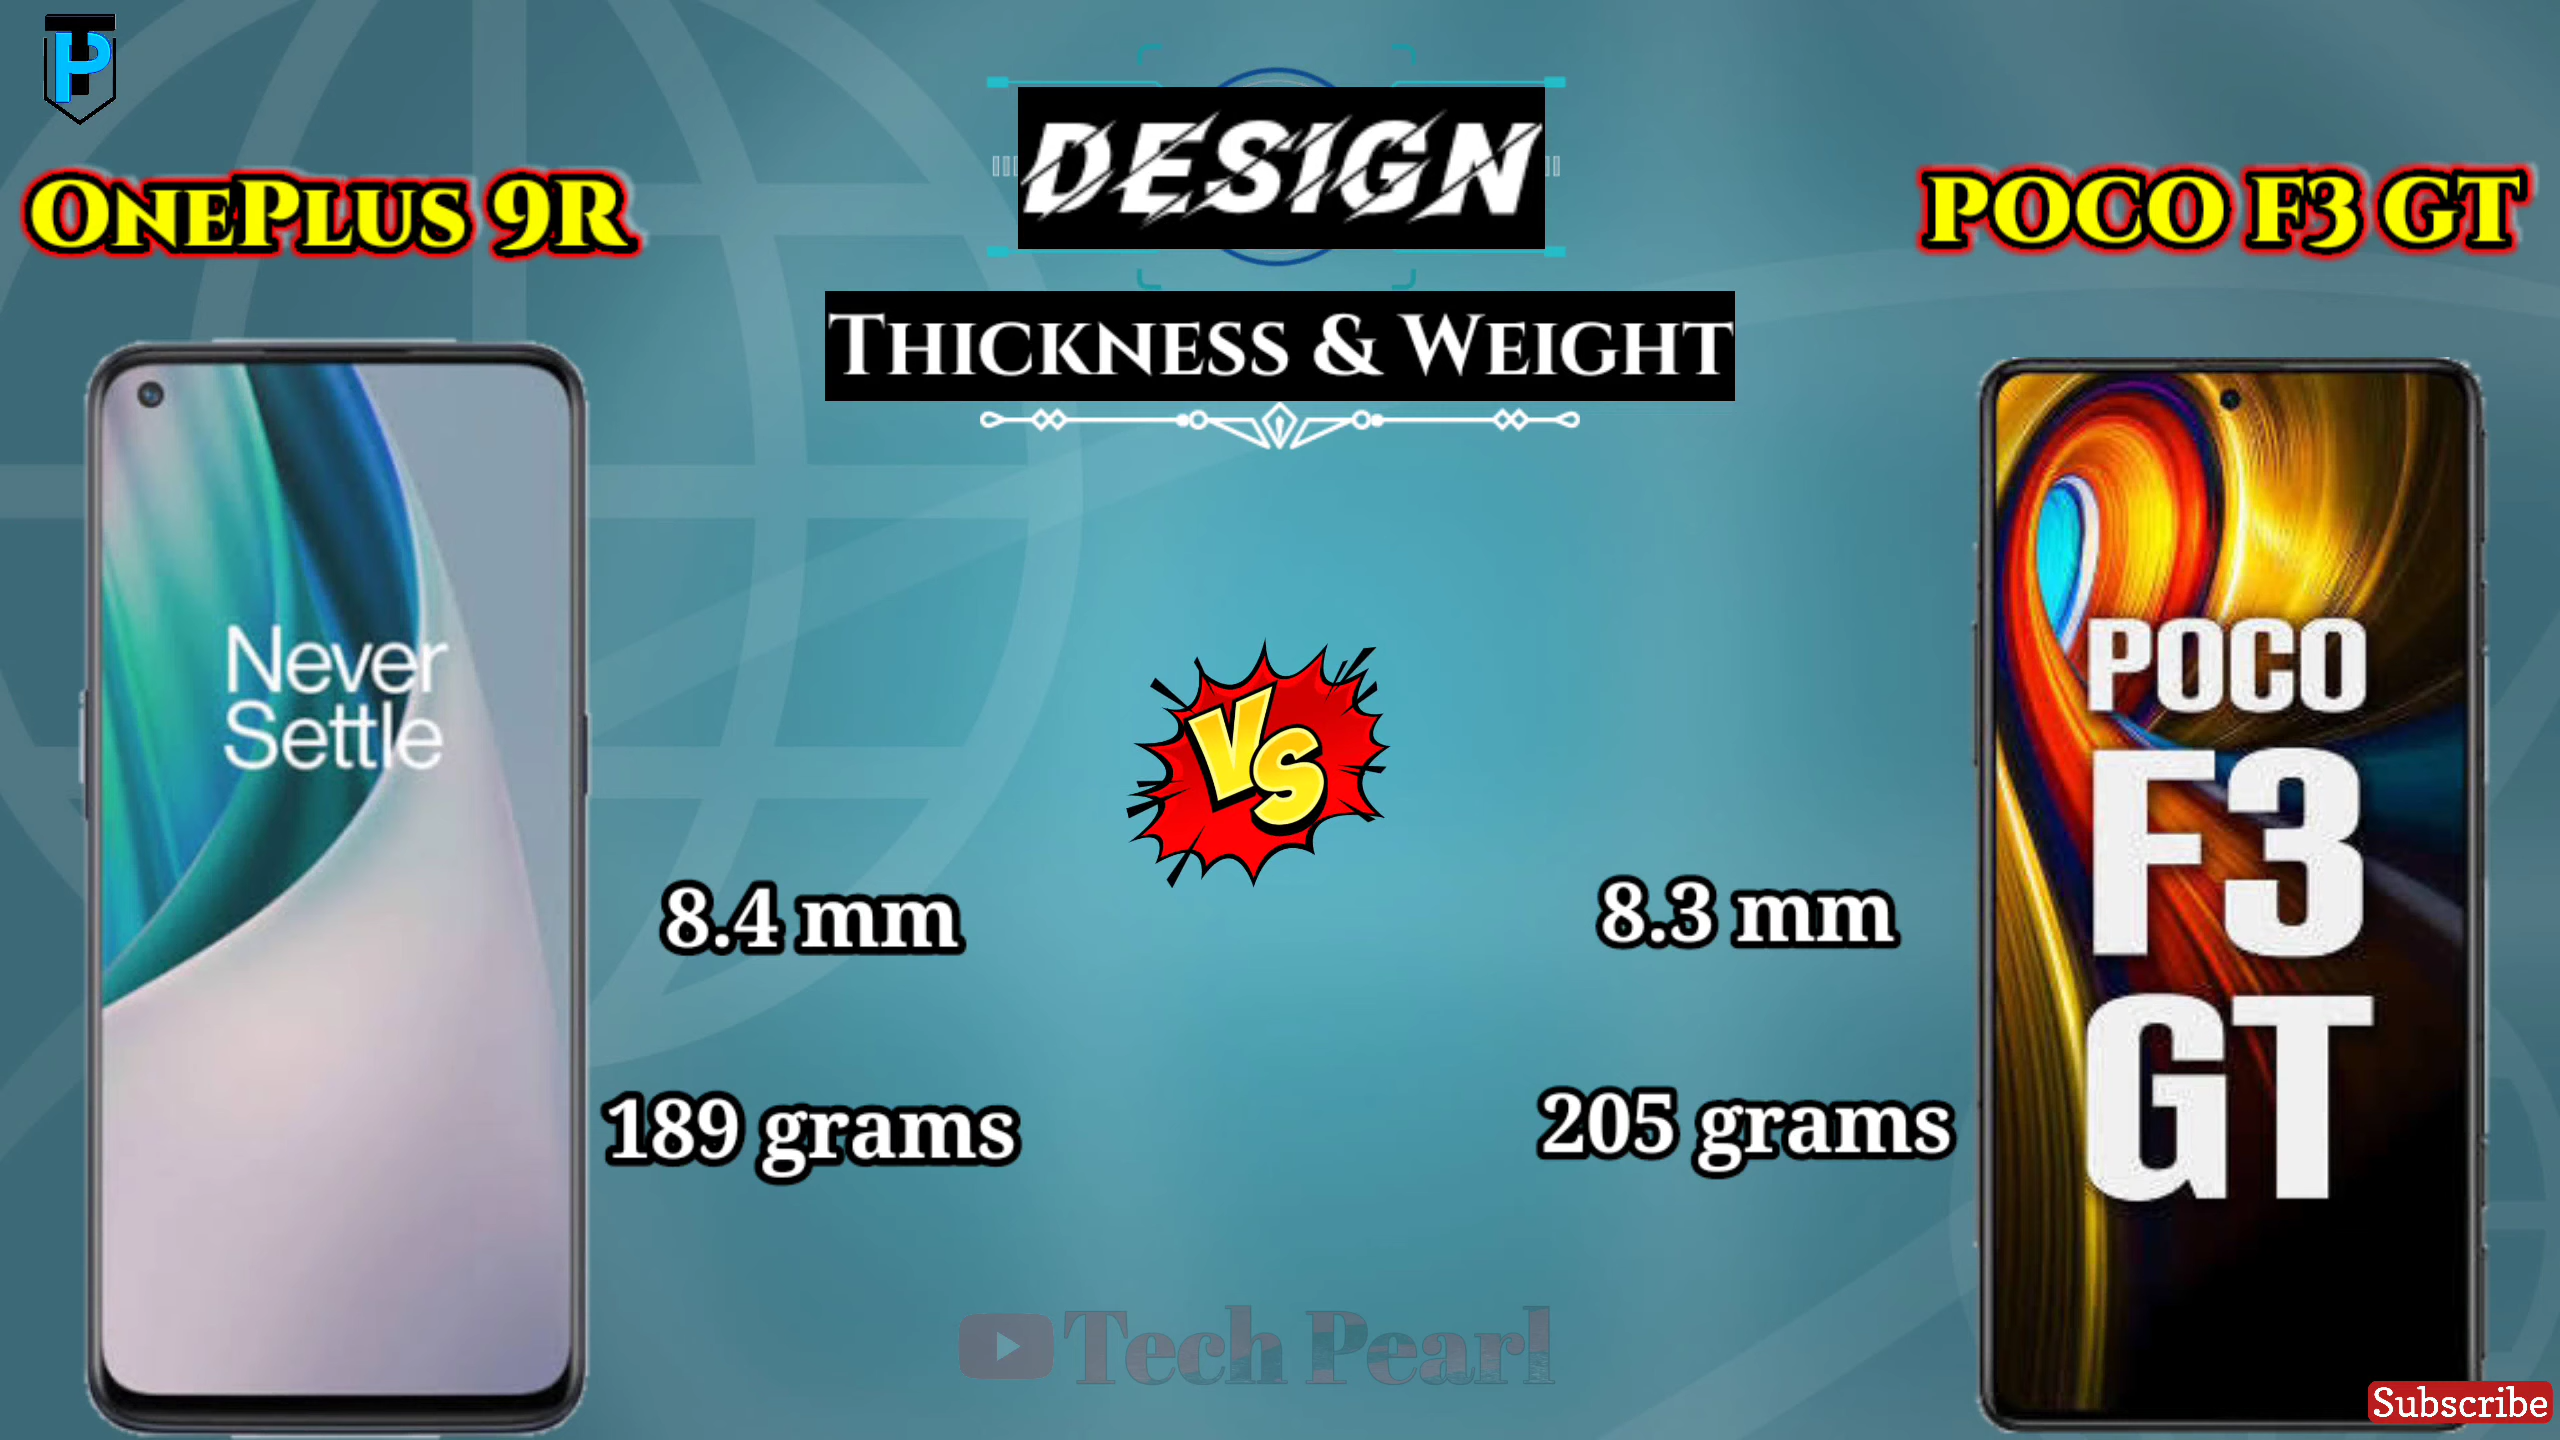 TP
DESIGN
OnePlus 9R
POCO F3 GT
Thickness & Weight
Never
Settle
POCO
F3
GT
VS
8.4 mm
8.3 mm
189 grams
205 grams
Tech Pearl
Subscribe